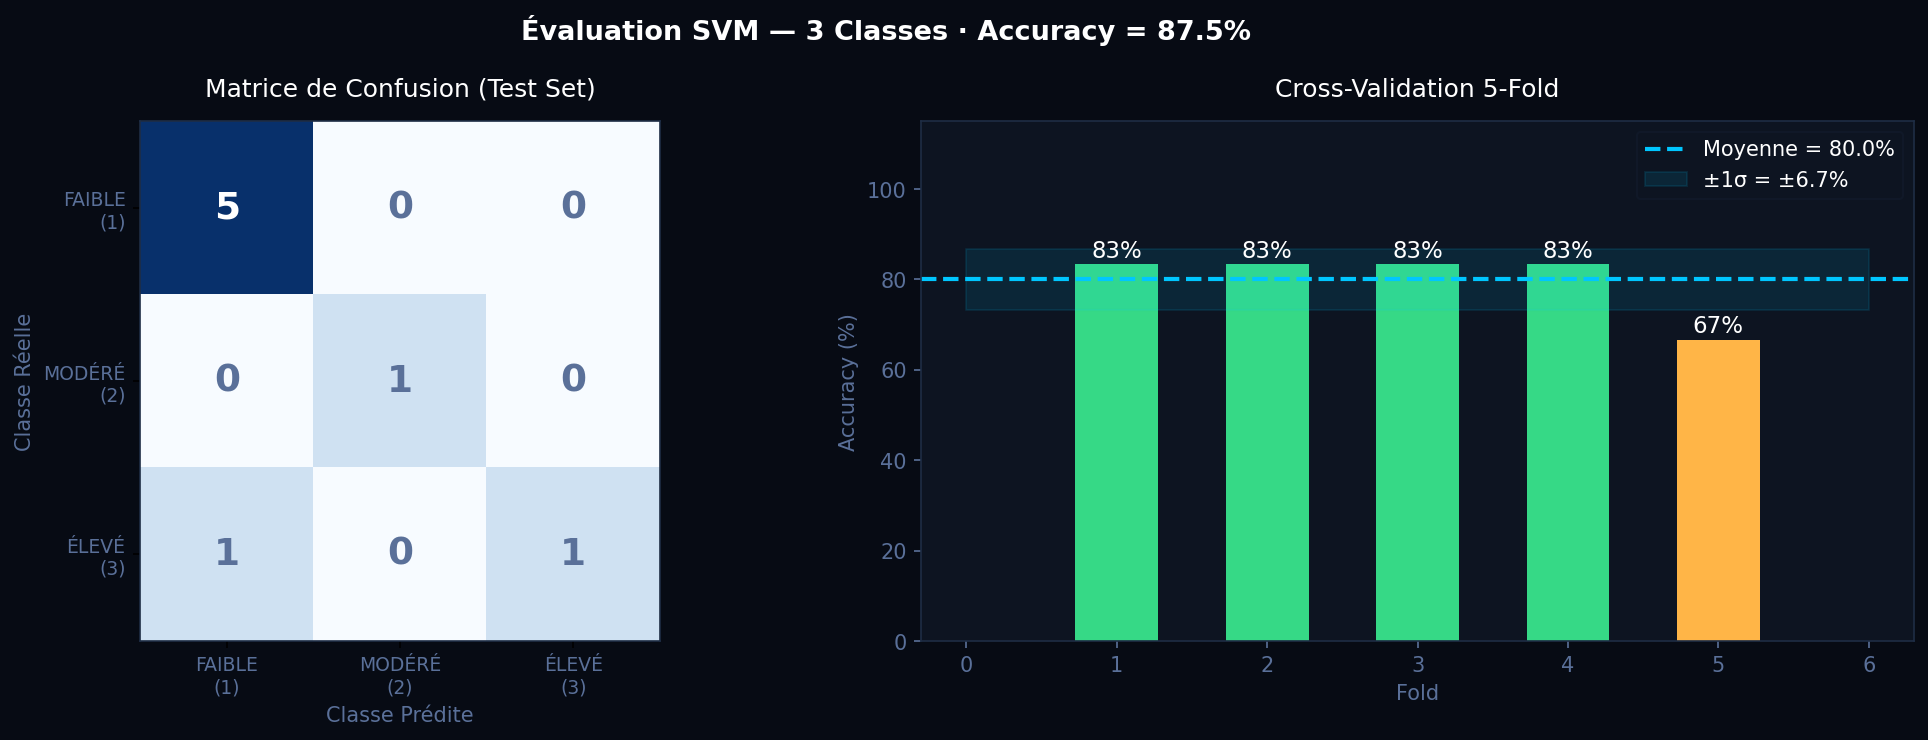 Évaluation SVM — 3 Classes · Accuracy = 87.5%
Matrice de Confusion (Test Set)
Classe Réelle
FAIBLE
(1)
5
0
0
MODÉRÉ
(2)
0
1
0
ÉLEVÉ
(3)
1
0
1
FAIBLE
(1)
MODÉRÉ
(2)
ÉLEVÉ
(3)
Classe Prédite
Cross-Validation 5-Fold
Moyenne = 80.0%
±1σ = ±6.7%
Accuracy (%)
100
80
60
40
20
0
83%
83%
83%
83%
67%
0
1
2
3
4
5
6
Fold